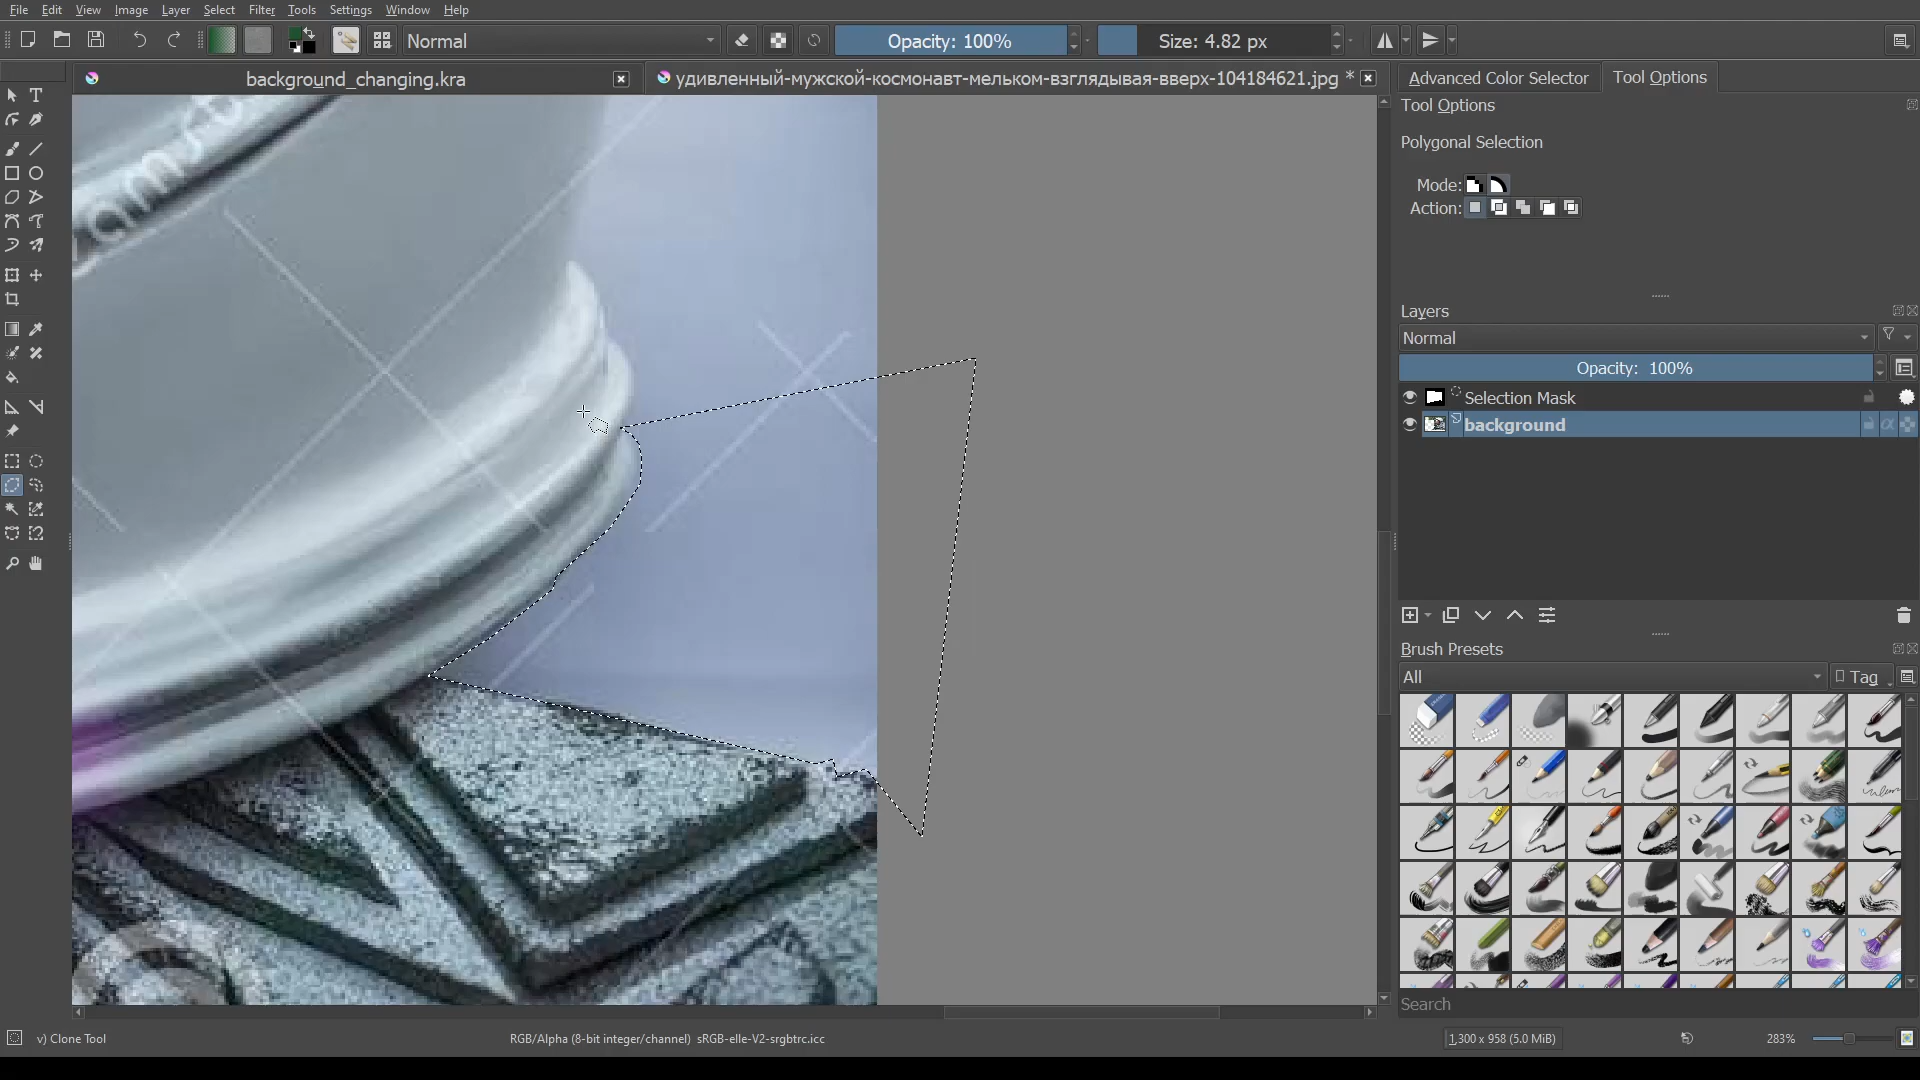 File Edit View Image Layer Select Filter Tools Settings Window Help
Normal
Opacity: 100%
Size: 4.82 px
background_changing.kra
удивленный-мужской-космонавт-мельком-взглядывая-вверх-104184621.jpg *
Advanced Color Selector
Tool Options
Tool Options
Polygonal Selection
Mode:
Action:
Layers
Normal
Opacity: 100%
Selection Mask
background
Brush Presets
All
Tag
Search
v) Clone Tool
RGB/Alpha (8-bit integer/channel) sRGB-elle-V2-srgbtrc.icc
1,300 x 958 (5.0 MiB)
283%